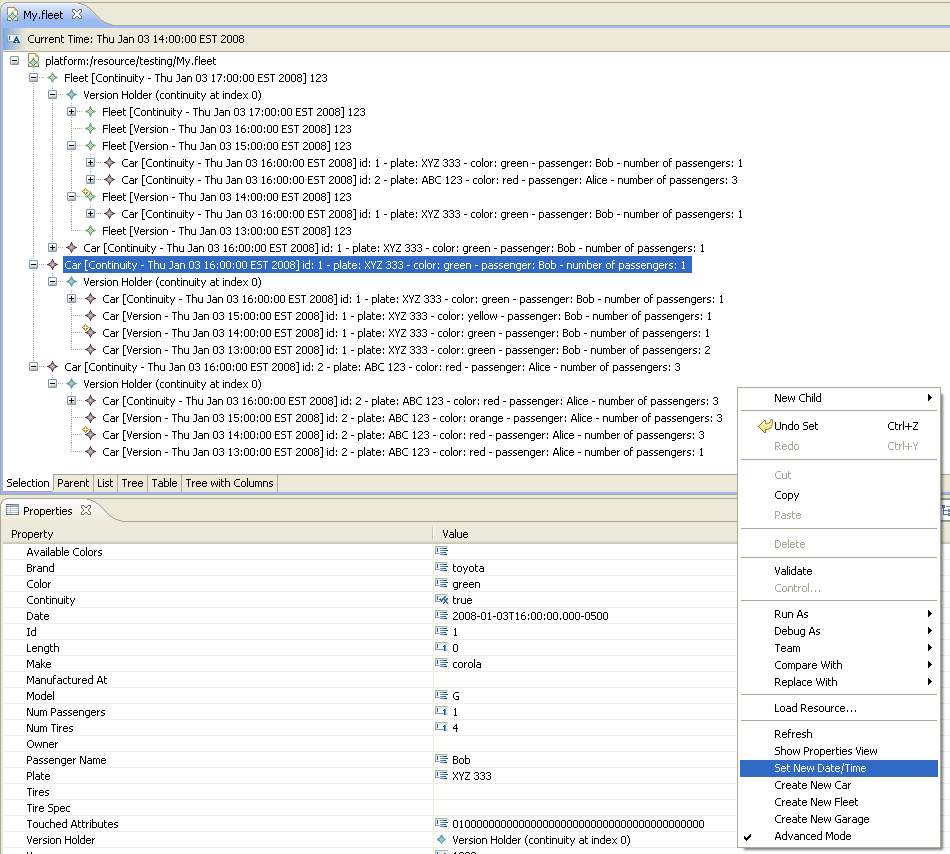 My.fleet
Current Time: Thu Jan 03 14:00:00 EST 2008
platform:/resource/testing/My.fleet
Fleet [Continuity - Thu Jan 03 17:00:00 EST 2008] 123
Version Holder (continuity at index 0)
Fleet [Continuity - Thu Jan 03 17:00:00 EST 2008] 123
Fleet [Version - Thu Jan 03 16:00:00 EST 2008] 123
Fleet [Version - Thu Jan 03 15:00:00 EST 2008] 123
Car [Continuity - Thu Jan 03 16:00:00 EST 2008] id: 1 - plate: XYZ 333 - color: green - passenger: Bob - number of passengers: 1
Car [Continuity - Thu Jan 03 16:00:00 EST 2008] id: 2 - plate: ABC 123 - color: red - passenger: Alice - number of passengers: 3
Fleet [Version - Thu Jan 03 14:00:00 EST 2008] 123
Car [Continuity - Thu Jan 03 16:00:00 EST 2008] id: 1 - plate: XYZ 333 - color: green - passenger: Bob - number of passengers: 1
Fleet [Version - Thu Jan 03 13:00:00 EST 2008] 123
Car [Continuity - Thu Jan 03 16:00:00 EST 2008] id: 1 - plate: XYZ 333 - color: green - passenger: Bob - number of passengers: 1
Car [Continuity - Thu Jan 03 16:00:00 EST 2008] id: 1 - plate: XYZ 333 - color: green - passenger: Bob - number of passengers: 1
Version Holder (continuity at index 0)
Car [Continuity - Thu Jan 03 16:00:00 EST 2008] id: 1 - plate: XYZ 333 - color: green - passenger: Bob - number of passengers: 1
Car [Version - Thu Jan 03 15:00:00 EST 2008] id: 1 - plate: XYZ 333 - color: yellow - passenger: Bob - number of passengers: 1
Car [Version - Thu Jan 03 14:00:00 EST 2008] id: 1 - plate: XYZ 333 - color: green - passenger: Bob - number of passengers: 1
Car [Version - Thu Jan 03 13:00:00 EST 2008] id: 1 - plate: XYZ 333 - color: green - passenger: Bob - number of passengers: 2
Car [Continuity - Thu Jan 03 16:00:00 EST 2008] id: 2 - plate: ABC 123 - color: red - passenger: Alice - number of passengers: 3
Version Holder (continuity at index 0)
Car [Continuity - Thu Jan 03 16:00:00 EST 2008] id: 2 - plate: ABC 123 - color: red - passenger: Alice - number of passengers: 3
Car [Version - Thu Jan 03 15:00:00 EST 2008] id: 2 - plate: ABC 123 - color: orange - passenger: Alice - number of passengers: 3
Car [Version - Thu Jan 03 14:00:00 EST 2008] id: 2 - plate: ABC 123 - color: red - passenger: Alice - number of passengers: 3
Car [Version - Thu Jan 03 13:00:00 EST 2008] id: 2 - plate: ABC 123 - color: red - passenger: Alice - number of passengers: 1
Selection Parent List Tree Table Tree with Columns
Properties
Property Value
Available Colors
Brand toyota
Color green
Continuity true
Date 2008-01-03T16:00:00.000-0500
Id 1
Length 0
Make corola
Manufactured At
Model G
Num Passengers 1
Num Tires 4
Owner
Passenger Name Bob
Plate XYZ 333
Tires
Tire Spec
Touched Attributes 0100000000000000000000000000000000000000
Version Holder Version Holder (continuity at index 0)
New Child
Undo Set Ctrl+Z
Redo Ctrl+Y
Cut
Copy
Paste
Delete
Validate
Control...
Run As
Debug As
Team
Compare With
Replace With
Load Resource...
Refresh
Show Properties View
Set New Date/Time
Create New Car
Create New Fleet
Create New Garage
Advanced Mode